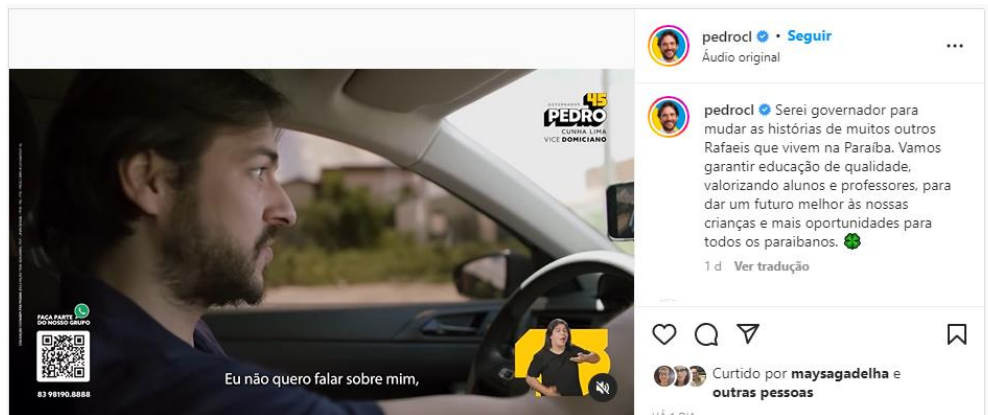 pedrocl • Seguir
Áudio original
pedrocl Serei governador para
mudar as histórias de muitos outros
Rafaeis que vivem na Paraíba. Vamos
garantir educação de qualidade,
valorizando alunos e professores, para
dar um futuro melhor às nossas
crianças e mais oportunidades para
todos os paraibanos.
1 d Ver tradução
Curtido por maysagadelha e
outras pessoas
GOVERNADOR 45
PEDRO
CUNHA LIMA
VICE DOMICIANO
FAÇA PARTE
DO NOSSO GRUPO
83 98190.8888
Eu não quero falar sobre mim,